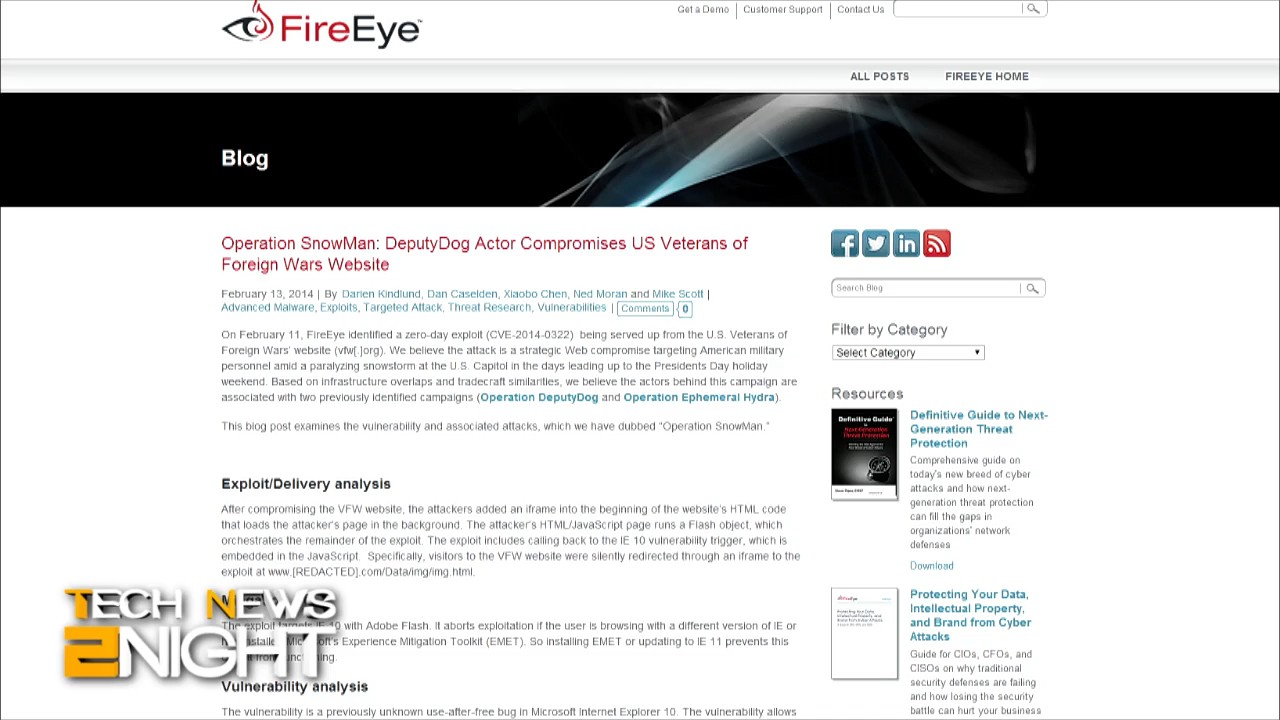 FireEye™
Get a Demo
Customer Support
Contact Us
ALL POSTS
FIREEYE HOME
Blog
Operation SnowMan: DeputyDog Actor Compromises US Veterans of
Foreign Wars Website
February 13, 2014 | By Darien Kindlund, Dan Caselden, Xiaobo Chen, Ned Moran and Mike Scott |
Advanced Malware, Exploits, Targeted Attack, Threat Research, Vulnerabilities | Comments 0
On February 11, FireEye identified a zero-day exploit (CVE-2014-0322) being served up from the U.S. Veterans of
Foreign Wars' website (vfw[.]org). We believe the attack is a strategic Web compromise targeting American military
personnel amid a paralyzing snowstorm at the U.S. Capitol in the days leading up to the Presidents Day holiday
weekend. Based on infrastructure overlaps and tradecraft similarities, we believe the actors behind this campaign are
associated with two previously identified campaigns (Operation DeputyDog and Operation Ephemeral Hydra).
This blog post examines the vulnerability and associated attacks, which we have dubbed "Operation SnowMan."
Exploit/Delivery analysis
After compromising the VFW website, the attackers added an iframe into the beginning of the website's HTML code
that loads the attacker's page in the background. The attacker's HTML/JavaScript page runs a Flash object, which
orchestrates the remainder of the exploit. The exploit includes calling back to the IE 10 vulnerability trigger, which is
embedded in the JavaScript. Specifically, visitors to the VFW website were silently redirected through an iframe to the
exploit at www.[REDACTED].com/Data/img/img.html.
The exploit targets IE 10 with Adobe Flash. It aborts exploitation if the user is browsing with a different version of IE or
Experience Mitigation Toolkit (EMET). So installing EMET or updating to IE 11 prevents this
Vulnerability analysis
The vulnerability is a previously unknown use-after-free bug in Microsoft Internet Explorer 10. The vulnerability allows
TECH NEWS
2NIGHT
Search Blog
Filter by Category
Select Category
Resources
Definitive Guide
Next-Generation
Threat Protection
Definitive Guide to Next-
Generation Threat
Protection
Comprehensive guide on
today's new breed of cyber
attacks and how next-
generation threat protection
can fill the gaps in
organizations' network
defenses
Download
Protecting Your Data,
Intellectual Property,
and Brand from Cyber
Attacks
Guide for CIOs, CFOs, and
CISOs on why traditional
security defenses are failing
and how losing the security
battle can hurt your business